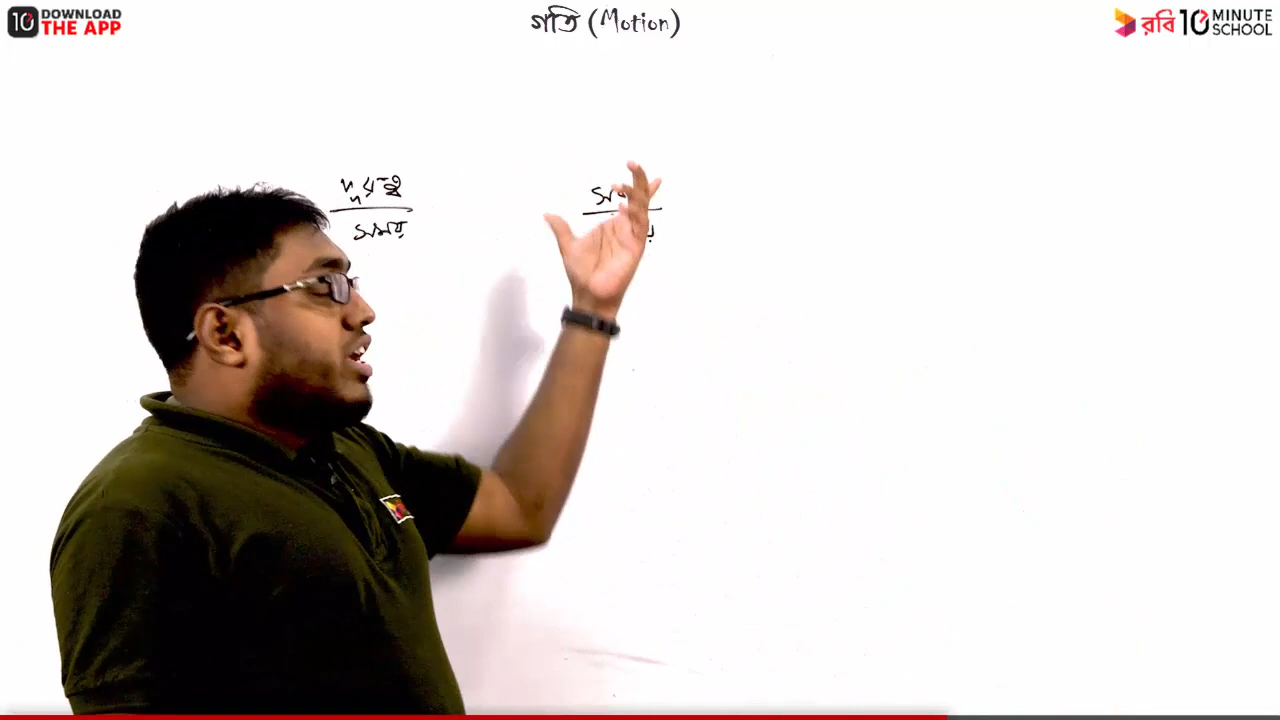 10 DOWNLOAD THE APP
গতি (Motion)
রবি 10 MINUTE SCHOOL
দূরত্ব
সময়